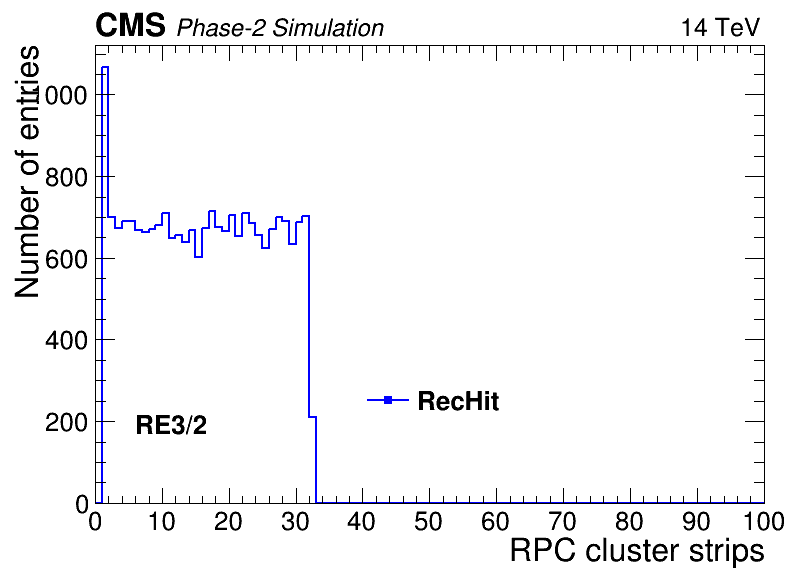 CMS Phase-2 Simulation 14 TeV
Number of entries
1000
800
600
400
200
0
RE3/2
RecHit
0 10 20 30 40 50 60 70 80 90 100
RPC cluster strips